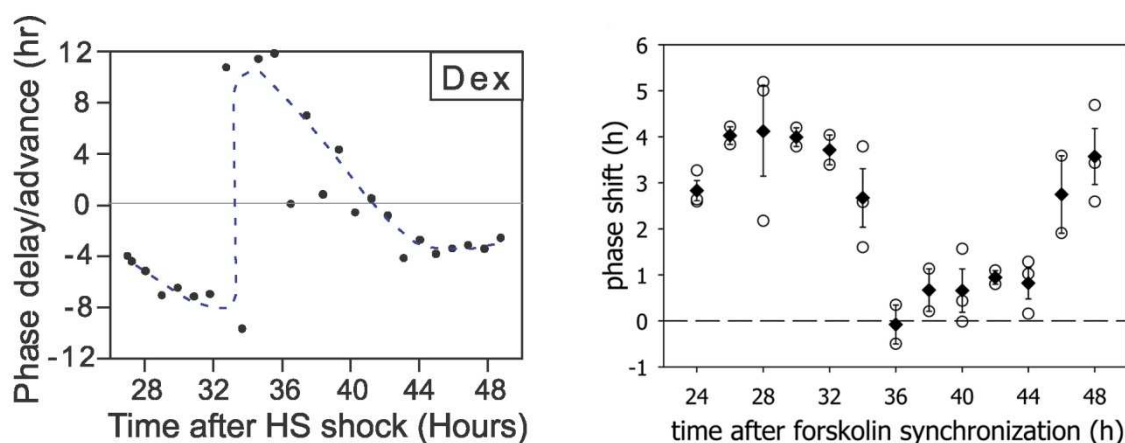 Phase delay/advance (hr)
12
8
4
0
-4
-8
-12
Dex
28 32 36 40 44 48
Time after HS shock (Hours)
phase shift (h)
6
5
4
3
2
1
0
-1
24 28 32 36 40 44 48
time after forskolin synchronization (h)